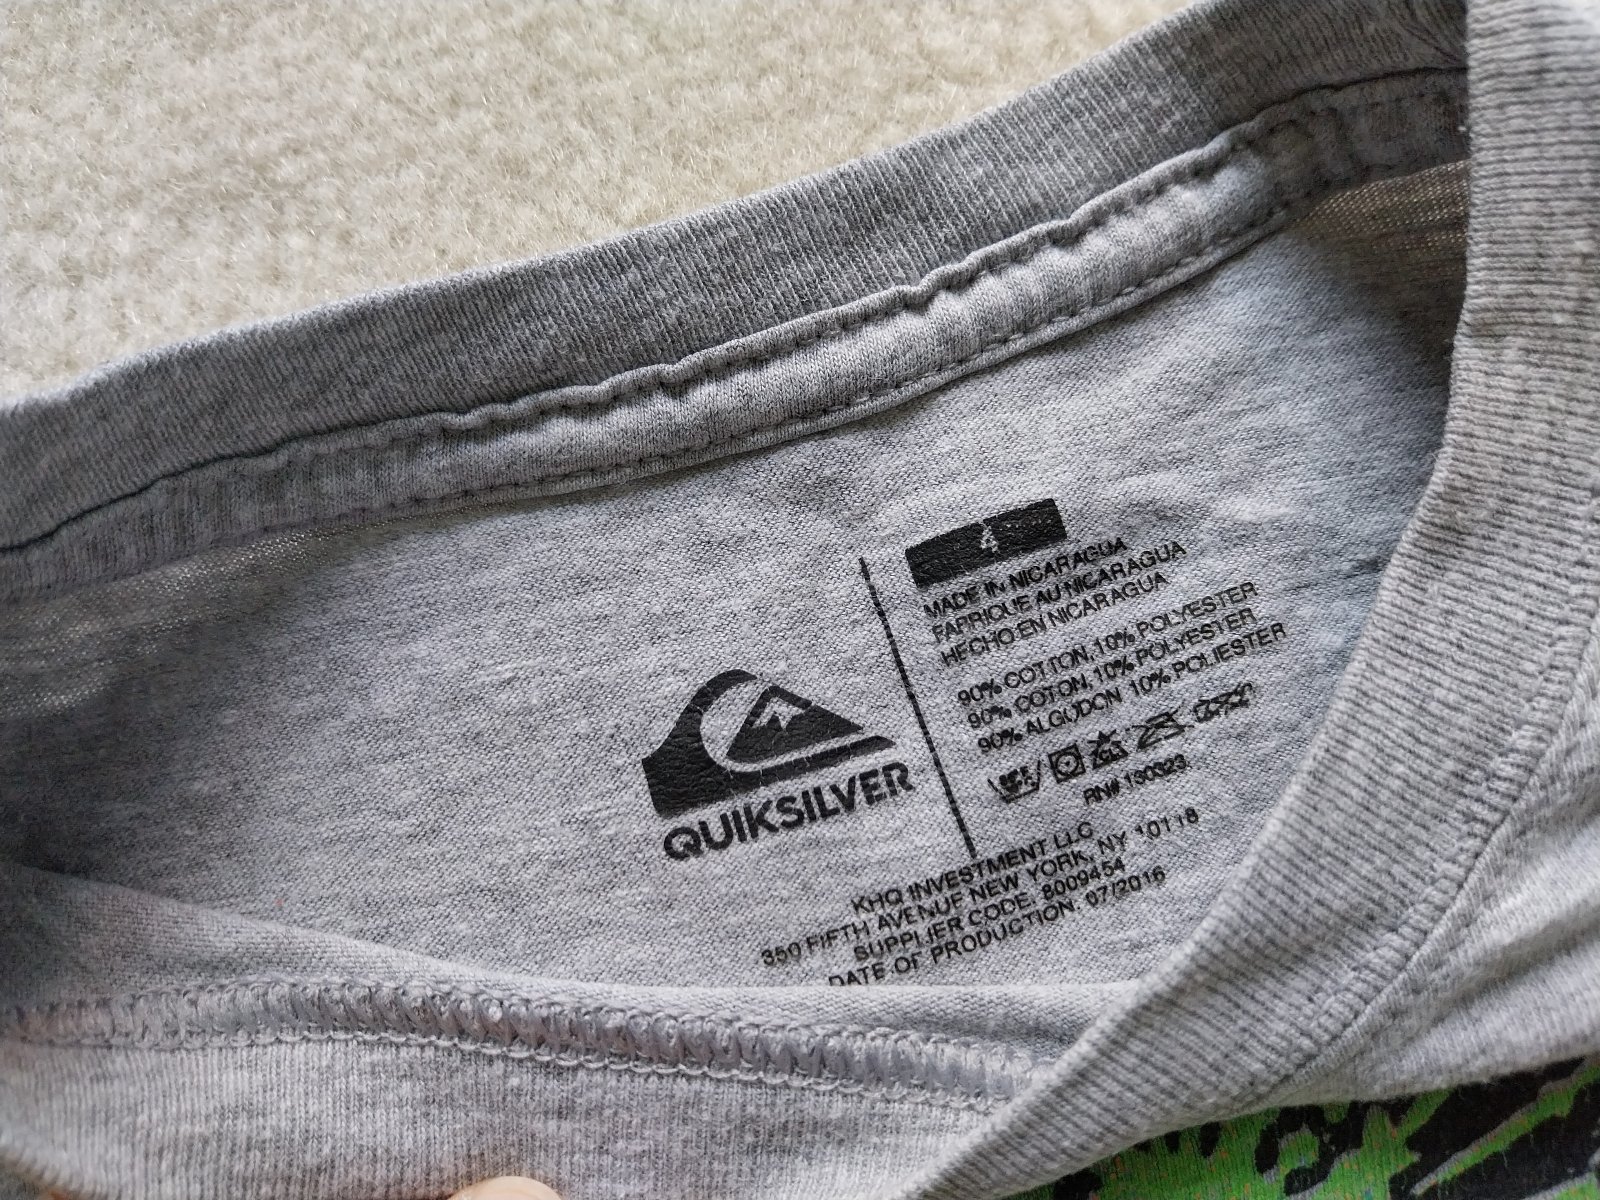 QUIKSILVER
4
MADE IN NICARAGUA
FABRIQUE AU NICARAGUA
HECHO EN NICARAGUA
90% COTTON, 10% POLYESTER
90% COTON, 10% POLYESTER
90% ALGODON 10% POLIESTER
RN# 130323
KHQ INVESTMENT LLC
350 FIFTH AVENUE NEW YORK, NY 10118
SUPPLIER CODE: 8009454
DATE OF PRODUCTION: 07/2016